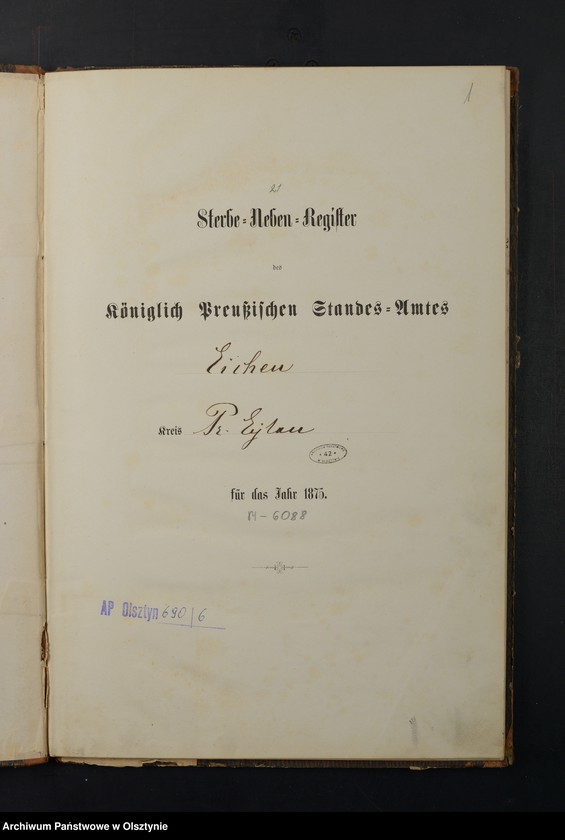 1
21
Sterbe-Neben-Register
des
Königlich Preußischen Standes-Amtes
Eichen
Kreis Pr. Eylau
42
für das Jahr 1875.
M-6088
AP Olsztyn 690/6
Archiwum Państwowe w Olsztynie